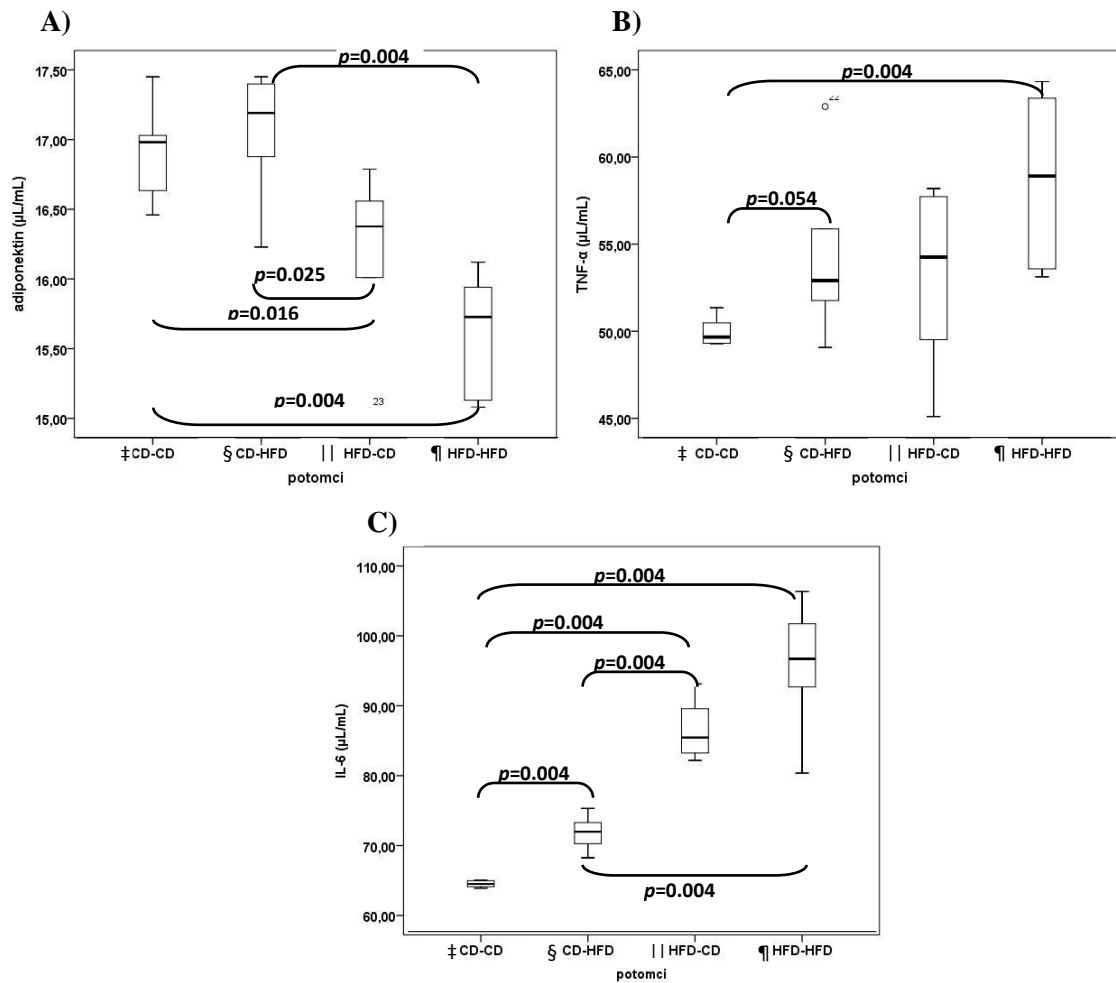 A)
p=0.004
17,50
17,00
16,50
16,00
15,50
15,00
adiponektin (µL/mL)
p=0.025
p=0.016
p=0.004
23
‡ CD-CD § CD-HFD || HFD-CD ¶ HFD-HFD
potomci
B)
p=0.004
65,00
60,00
55,00
50,00
45,00
TNF-α (µL/mL)
22
p=0.054
‡ CD-CD § CD-HFD || HFD-CD ¶ HFD-HFD
potomci
C)
110,00
100,00
90,00
80,00
70,00
60,00
IL-6 (µL/mL)
p=0.004
p=0.004
p=0.004
p=0.004
p=0.004
‡ CD-CD § CD-HFD || HFD-CD ¶ HFD-HFD
potomci